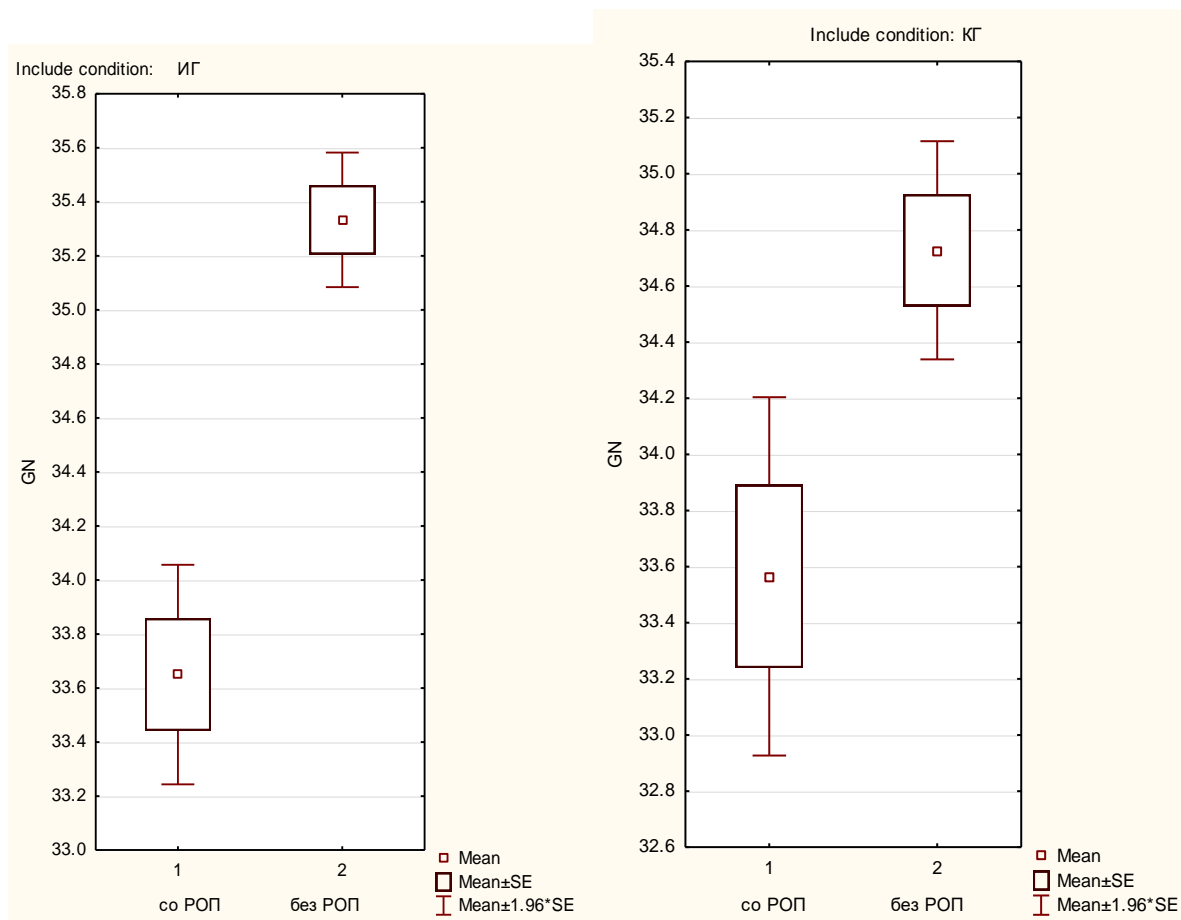 Include condition: ИГ
35.8
35.6
35.4
35.2
35.0
34.8
34.6
34.4
34.2
34.0
33.8
33.6
33.4
33.2
33.0
GN
1
2
со РОП
без РОП
Mean
Mean±SE
Mean±1.96*SE
Include condition: КГ
35.4
35.2
35.0
34.8
34.6
34.4
34.2
34.0
33.8
33.6
33.4
33.2
33.0
32.8
32.6
GN
1
2
со РОП
без РОП
Mean
Mean±SE
Mean±1.96*SE